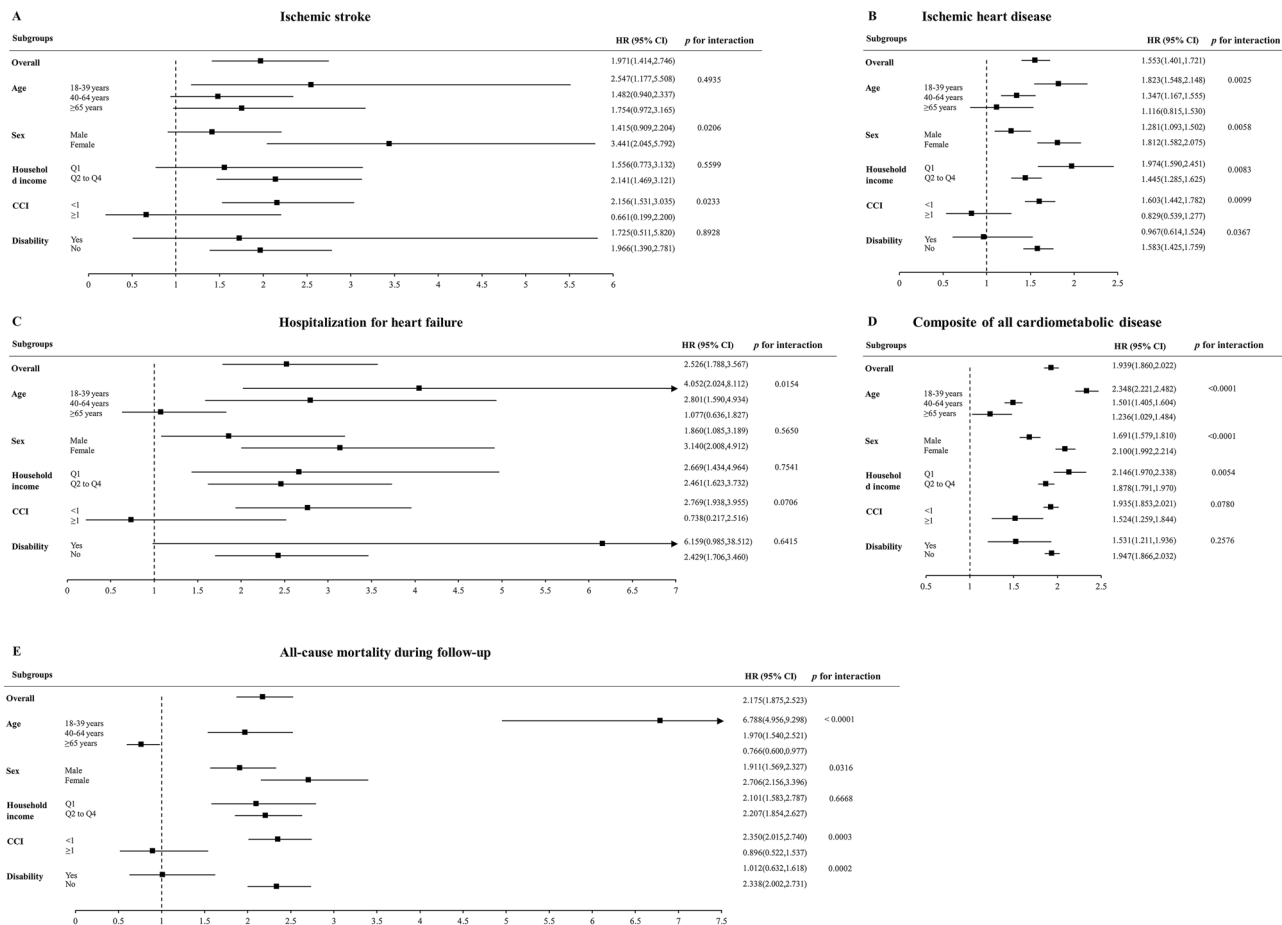 A Ischemic stroke
Subgroups HR (95% CI) p for interaction
Overall 1.971(1.414,2.746)
Age 18-39 years 2.547(1.177,5.508) 0.4935
40-64 years 1.482(0.940,2.337)
≥65 years 1.754(0.972,3.165)
Sex Male 1.415(0.909,2.204) 0.0206
Female 3.441(2.045,5.792)
Household income Q1 1.556(0.773,3.132) 0.5599
Q2 to Q4 2.141(1.469,3.121)
CCI <1 2.156(1.531,3.035) 0.0233
≥1 0.661(0.199,2.200)
Disability Yes 1.725(0.511,5.820) 0.8928
No 1.966(1.390,2.781)
0 0.5 1 1.5 2 2.5 3 3.5 4 4.5 5 5.5 6
B Ischemic heart disease
Subgroups HR (95% CI) p for interaction
Overall 1.553(1.401,1.721)
Age 18-39 years 1.823(1.548,2.148) 0.0025
40-64 years 1.347(1.167,1.555)
≥65 years 1.116(0.815,1.530)
Sex Male 1.281(1.093,1.502) 0.0058
Female 1.812(1.582,2.075)
Household income Q1 1.974(1.590,2.451) 0.0083
Q2 to Q4 1.445(1.285,1.625)
CCI <1 1.603(1.442,1.782) 0.0099
≥1 0.829(0.539,1.277)
Disability Yes 0.967(0.614,1.524) 0.0367
No 1.583(1.425,1.759)
0 0.5 1 1.5 2 2.5
C Hospitalization for heart failure
Subgroups HR (95% CI) p for interaction
Overall 2.526(1.788,3.567)
Age 18-39 years 4.052(2.024,8.112) 0.0154
40-64 years 2.801(1.590,4.934)
≥65 years 1.077(0.636,1.827)
Sex Male 1.860(1.085,3.189) 0.5650
Female 3.140(2.008,4.912)
Household income Q1 2.669(1.434,4.964) 0.7541
Q2 to Q4 2.461(1.623,3.732)
CCI <1 2.769(1.938,3.955) 0.0706
≥1 0.738(0.217,2.516)
Disability Yes 6.159(0.985,38.512) 0.6415
No 2.429(1.706,3.460)
0 0.5 1 1.5 2 2.5 3 3.5 4 4.5 5 5.5 6 6.5 7
D Composite of all cardiometabolic disease
Subgroups HR (95% CI) p for interaction
Overall 1.939(1.860,2.022)
Age 18-39 years 2.348(2.221,2.482) <0.0001
40-64 years 1.501(1.405,1.604)
≥65 years 1.236(1.029,1.484)
Sex Male 1.691(1.579,1.810) <0.0001
Female 2.100(1.992,2.214)
Household income Q1 2.146(1.970,2.338) 0.0054
Q2 to Q4 1.878(1.791,1.970)
CCI <1 1.935(1.853,2.021) 0.0780
≥1 1.524(1.259,1.844)
Disability Yes 1.531(1.211,1.936) 0.2576
No 1.947(1.866,2.032)
0.5 1 1.5 2 2.5
E All-cause mortality during follow-up
Subgroups HR (95% CI) p for interaction
Overall 2.175(1.875,2.523)
Age 18-39 years 6.788(4.956,9.298) < 0.0001
40-64 years 1.970(1.540,2.521)
≥65 years 0.766(0.600,0.977)
Sex Male 1.911(1.569,2.327) 0.0316
Female 2.706(2.156,3.396)
Household income Q1 2.101(1.583,2.787) 0.6668
Q2 to Q4 2.207(1.854,2.627)
CCI <1 2.350(2.015,2.740) 0.0003
≥1 0.896(0.522,1.537)
Disability Yes 1.012(0.632,1.618) 0.0002
No 2.338(2.002,2.731)
0 0.5 1 1.5 2 2.5 3 3.5 4 4.5 5 5.5 6 6.5 7 7.5